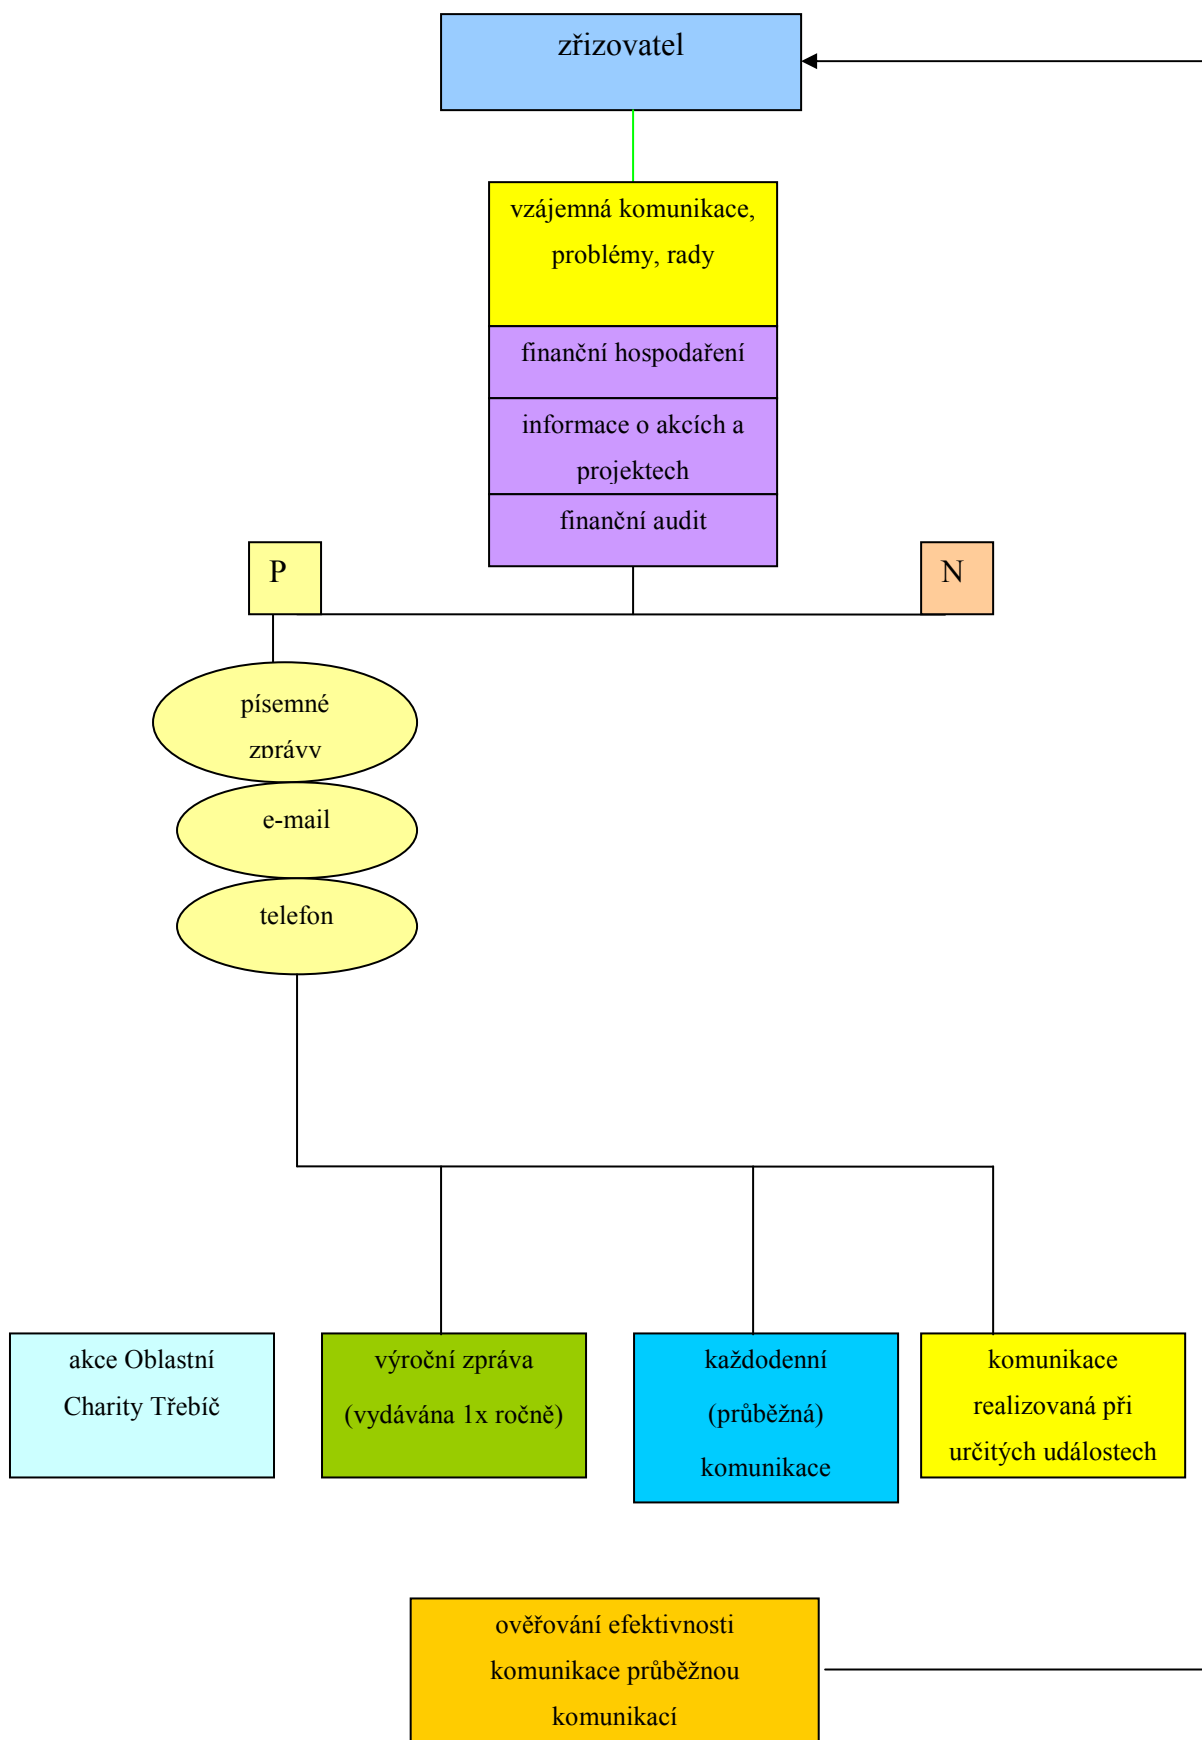 zřizovatel
vzájemná komunikace,
problémy, rady
finanční hospodaření
informace o akcích a
projektech
finanční audit
P
N
písemné
zprávy
e-mail
telefon
akce Oblastní
Charity Třebíč
výroční zpráva
(vydávána 1x ročně)
každodenní
(průběžná)
komunikace
komunikace
realizovaná při
určitých událostech
ověřování efektivnosti
komunikace průběžnou
komunikací